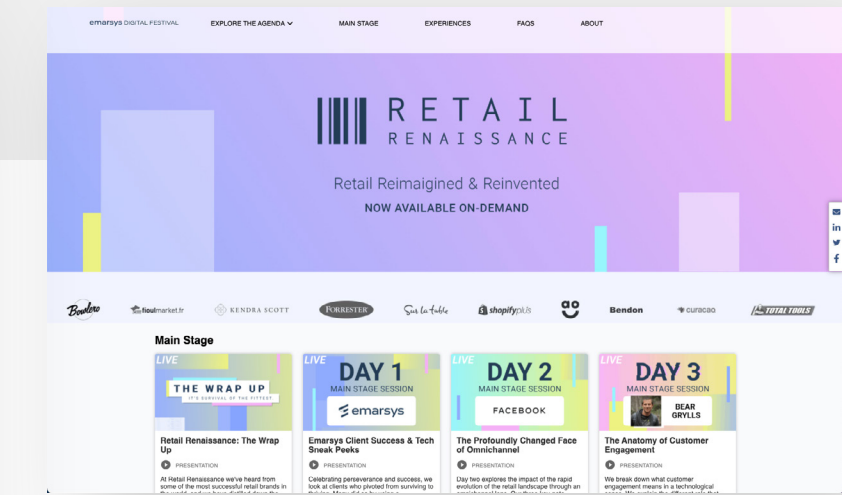 emarsys DIGITAL FESTIVAL
EXPLORE THE AGENDA
MAIN STAGE
EXPERIENCES
FAQS
ABOUT
RETAIL
RENAISSANCE
Retail Reimaigined & Reinvented
NOW AVAILABLE ON-DEMAND
in
f
Bowlero
fioulmarket.fr
KENDRA SCOTT
FORRESTER
Sur la table
shopifyplus
ao
Bendon
curacao
TOTAL TOOLS
Main Stage
LIVE
THE WRAP UP
IT'S SURVIVAL OF THE FITTEST
Retail Renaissance: The Wrap
Up
PRESENTATION
At Retail Renaissance we've heard from
some of the most successful retail brands in
LIVE
DAY 1
MAIN STAGE SESSION
emarsys
Emarsys Client Success & Tech
Sneak Peeks
PRESENTATION
Celebrating perseverance and success, we
look at clients who pivoted from surviving to
LIVE
DAY 2
MAIN STAGE SESSION
FACEBOOK
The Profoundly Changed Face
of Omnichannel
PRESENTATION
Day two explores the impact of the rapid
evolution of the retail landscape through an
LIVE
DAY 3
MAIN STAGE SESSION
BEAR
GRYLLS
The Anatomy of Customer
Engagement
PRESENTATION
We break down what customer
engagement means in a technological